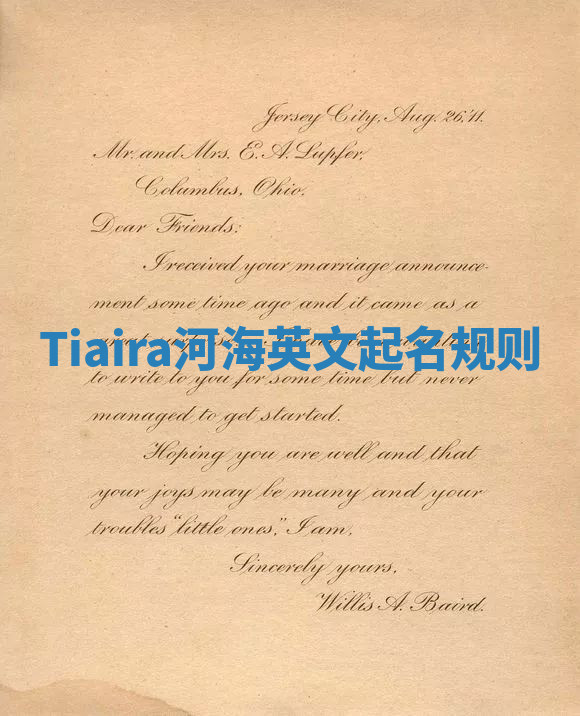 Jersey City, Aug. 26, '11.
Mr. and Mrs. E. A. Lupfer,
Columbus, Ohio.
Dear Friends:
I received your marriage announce-
ment some time ago and it came as a
Tiaira河海英文起名规则
to write to you for some time but never
managed to get started.
Hoping you are well and that
your joys may be many and your
troubles "little ones," I am,
Sincerely yours,
Willis A. Baird.